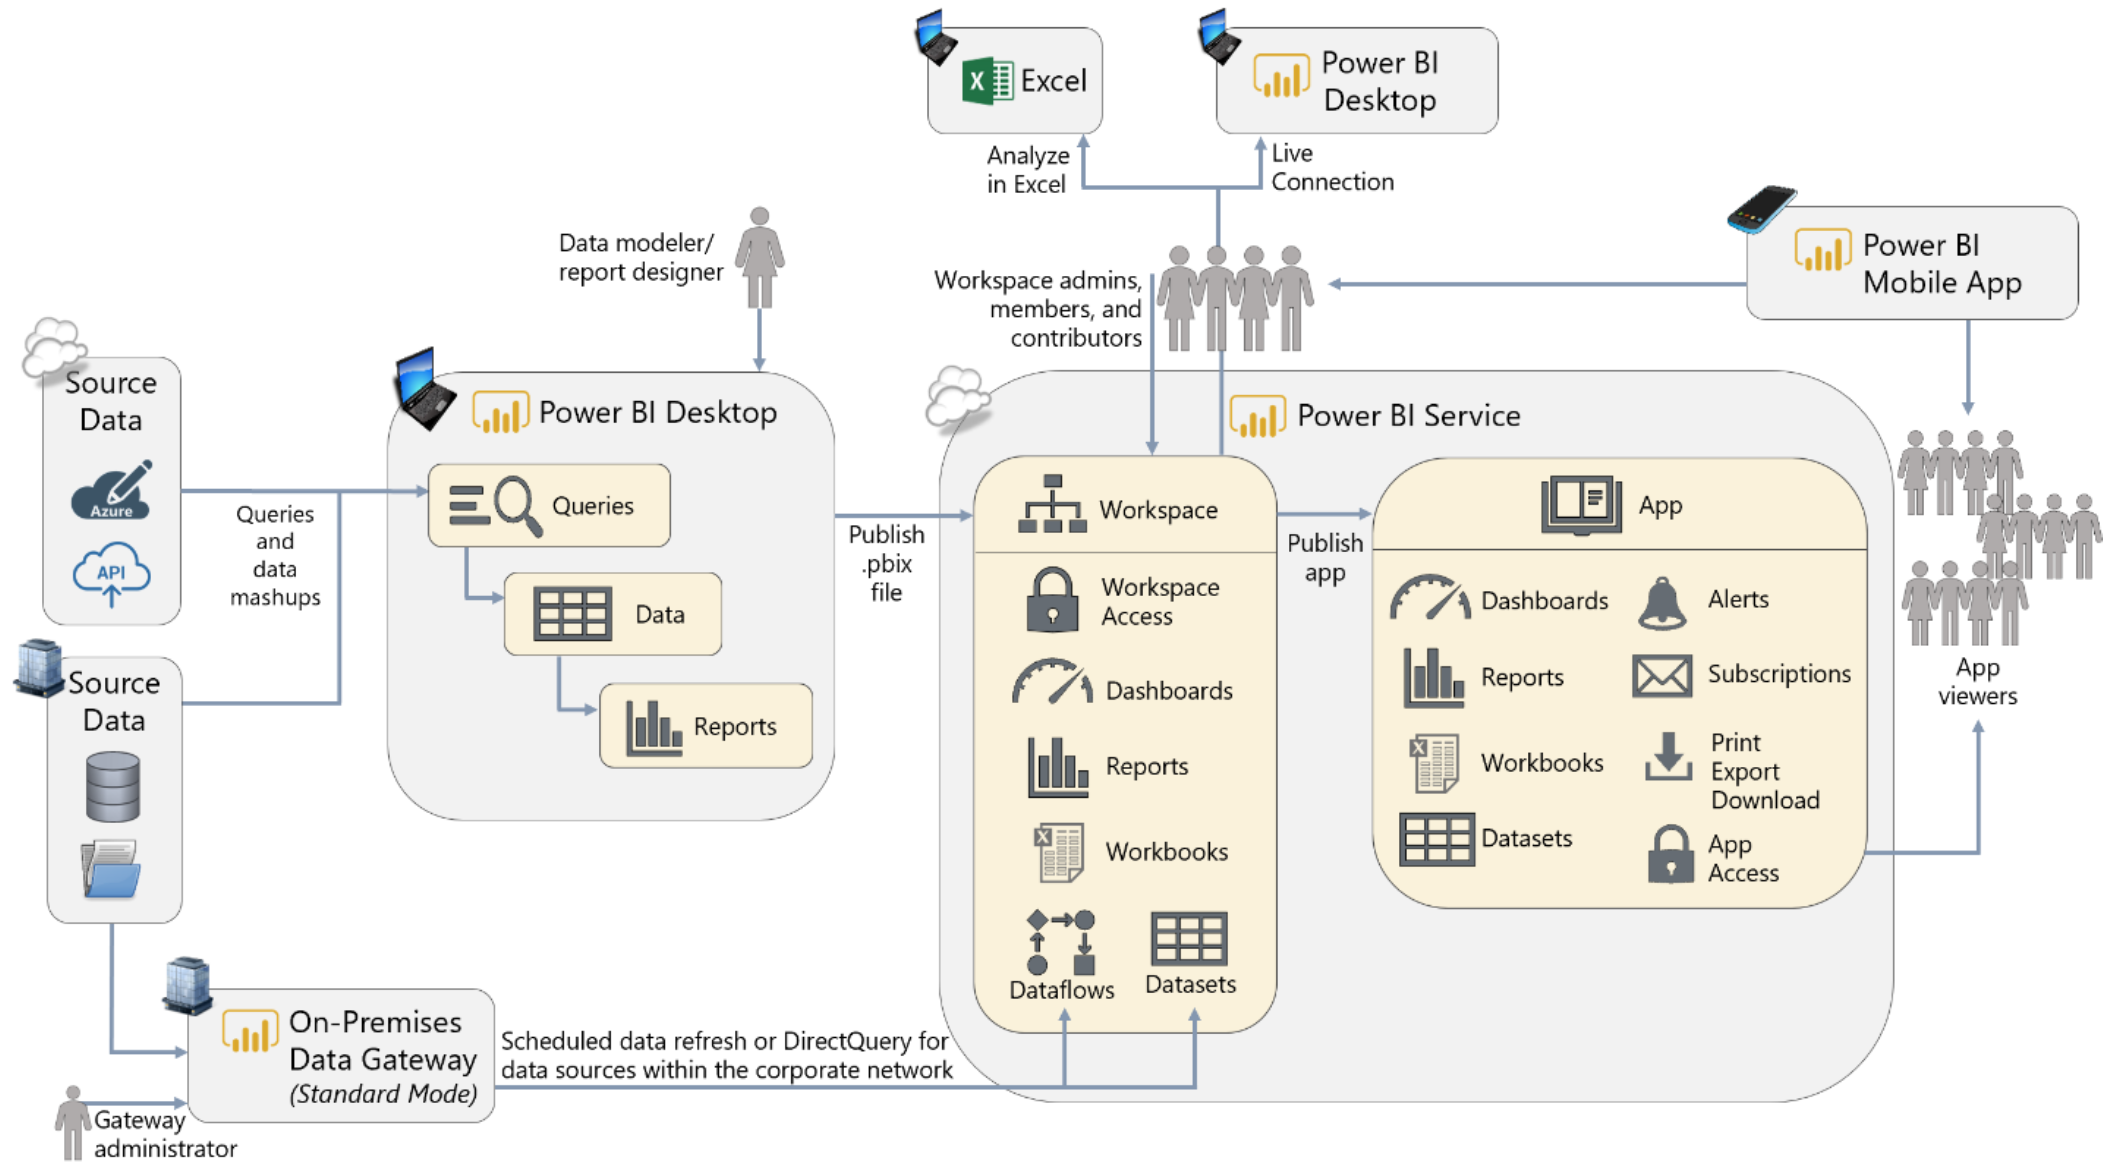 Excel
Power BI
Desktop
Analyze
in Excel
Live
Connection
Data modeler/
report designer
Workspace admins,
members, and
contributors
Power BI
Mobile App
Source
Data
Azure
API
Queries
and
data
mashups
Source
Data
Power BI Desktop
Queries
Data
Reports
Publish
.pbix
file
Power BI Service
Workspace
Workspace
Access
Dashboards
Reports
Workbooks
Dataflows
Datasets
Publish
app
App
Dashboards
Reports
Workbooks
Datasets
Alerts
Subscriptions
Print
Export
Download
App
Access
App
viewers
On-Premises
Data Gateway
(Standard Mode)
Scheduled data refresh or DirectQuery for
data sources within the corporate network
Gateway
administrator